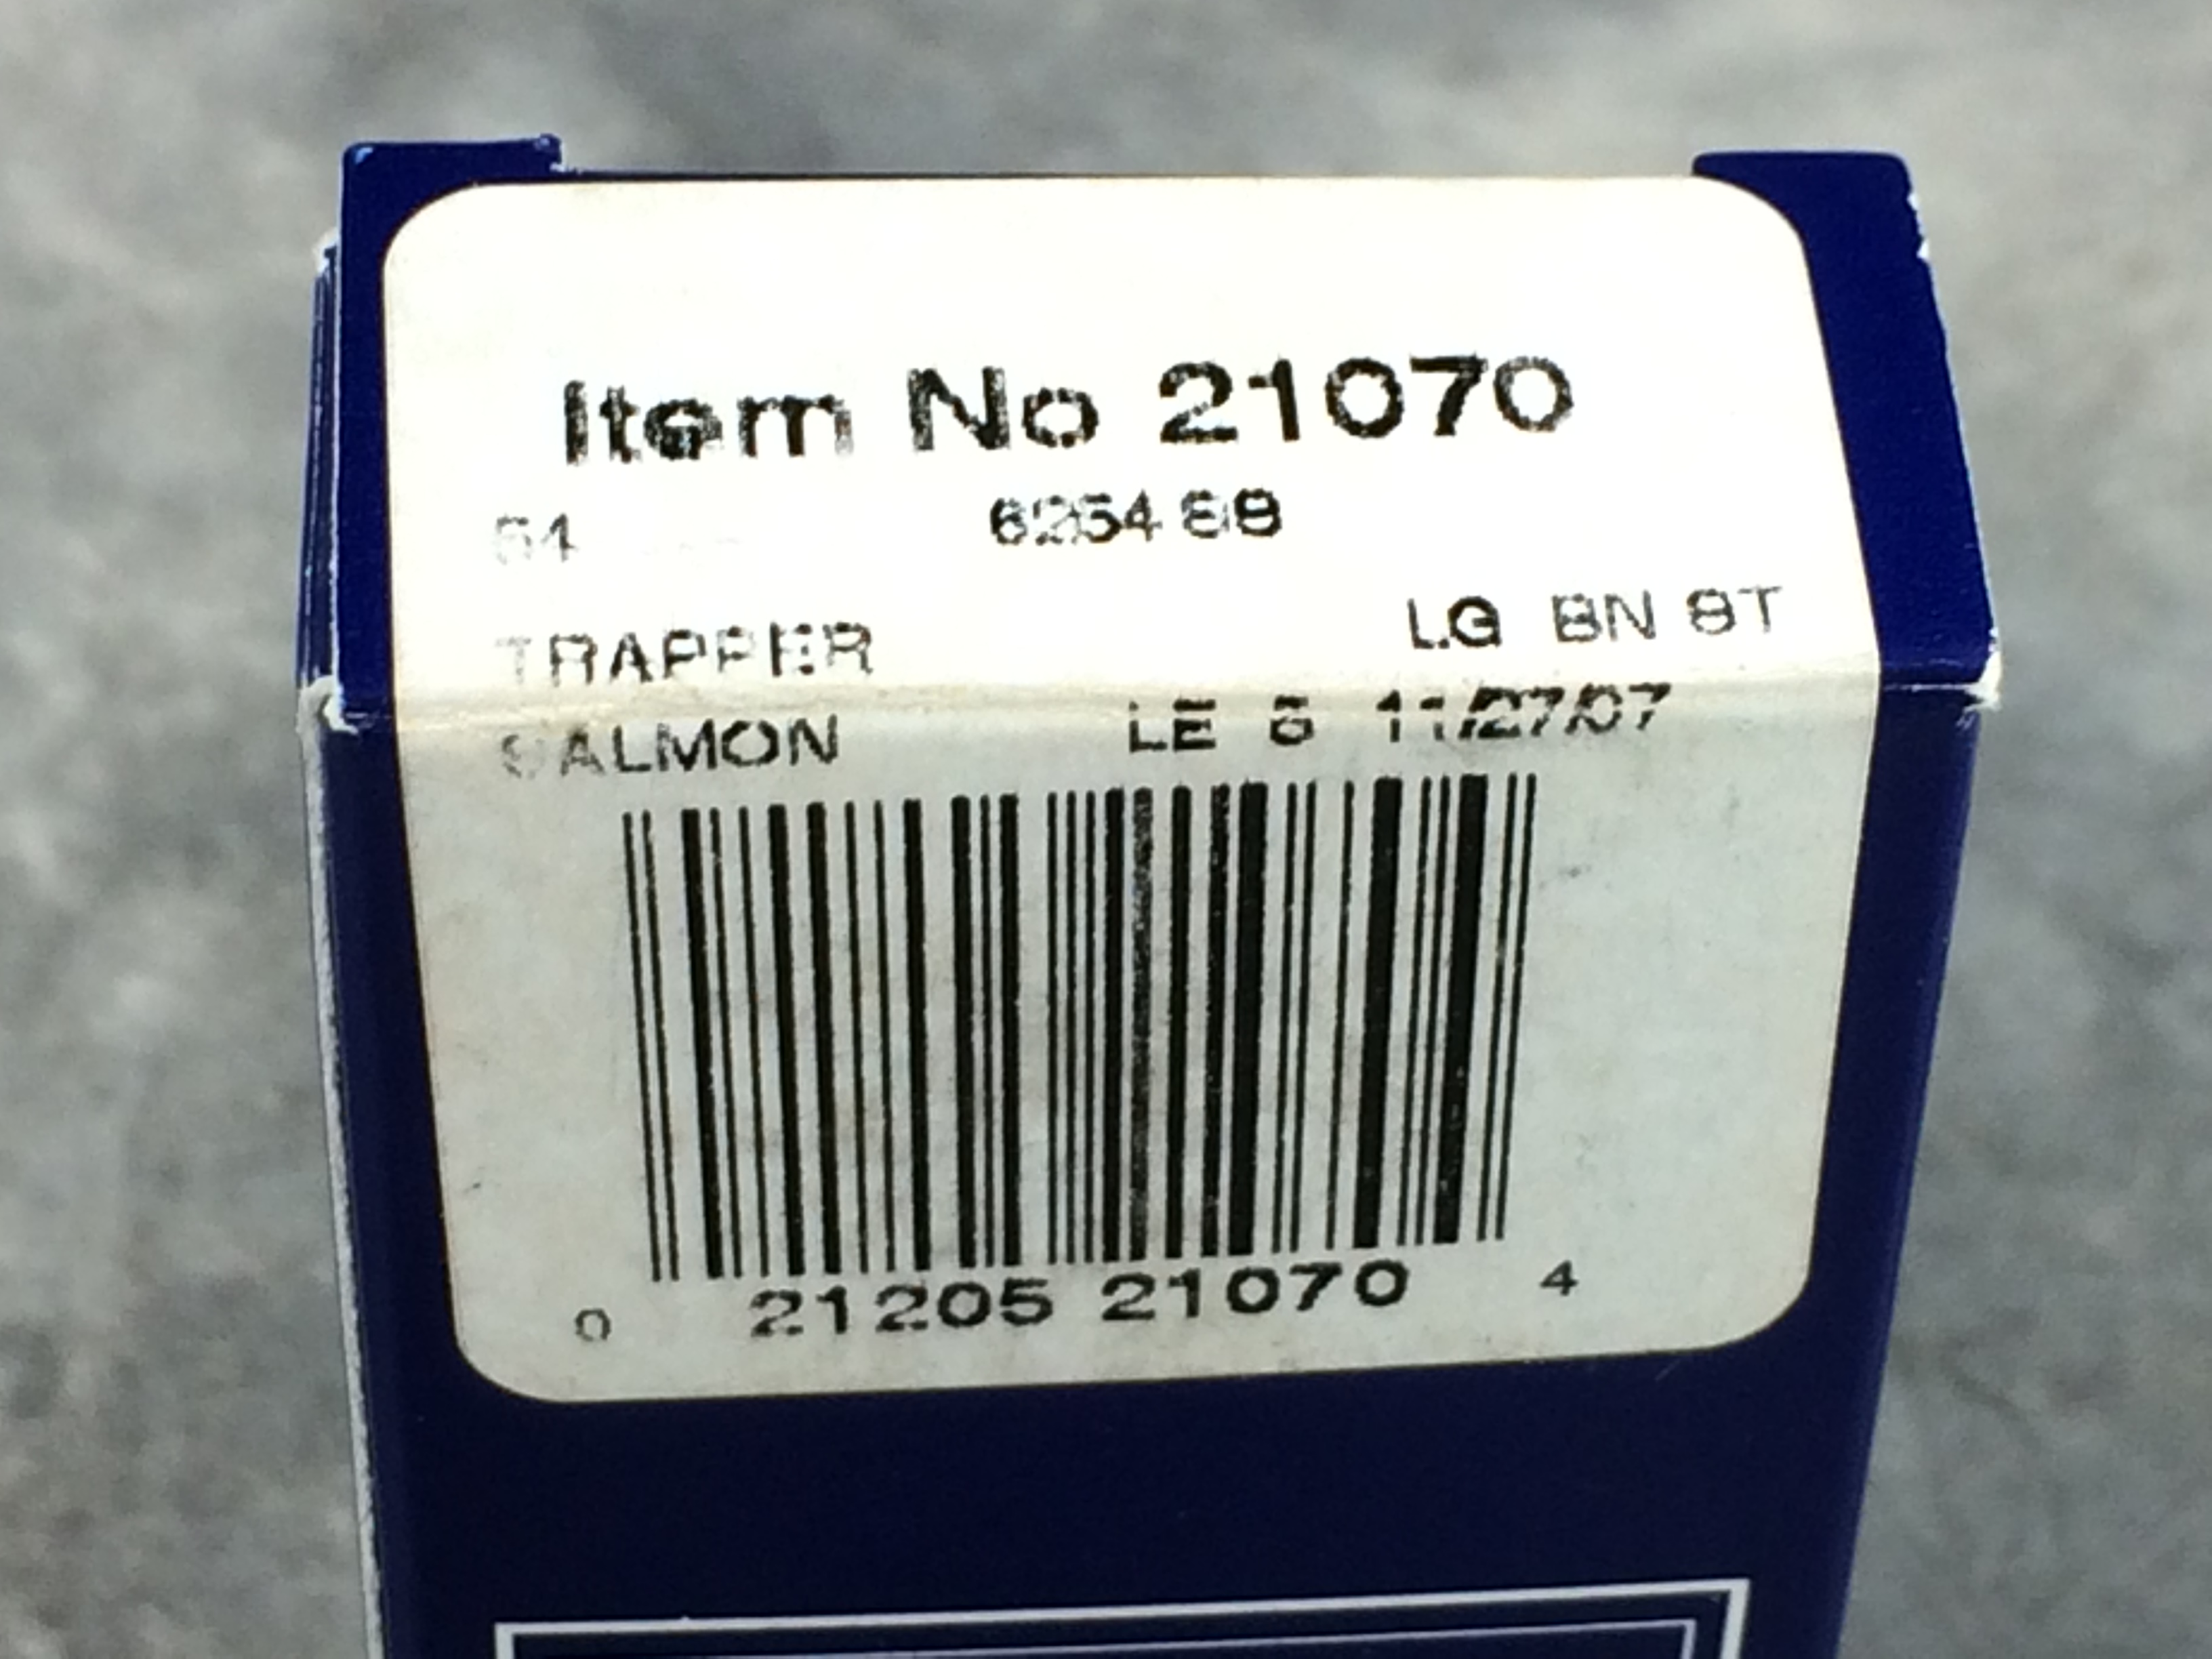 Item No 21070
54 6254 SS
TRAPPER LG BN ST
SALMON LE 5 11/27/07
0 21205 21070 4